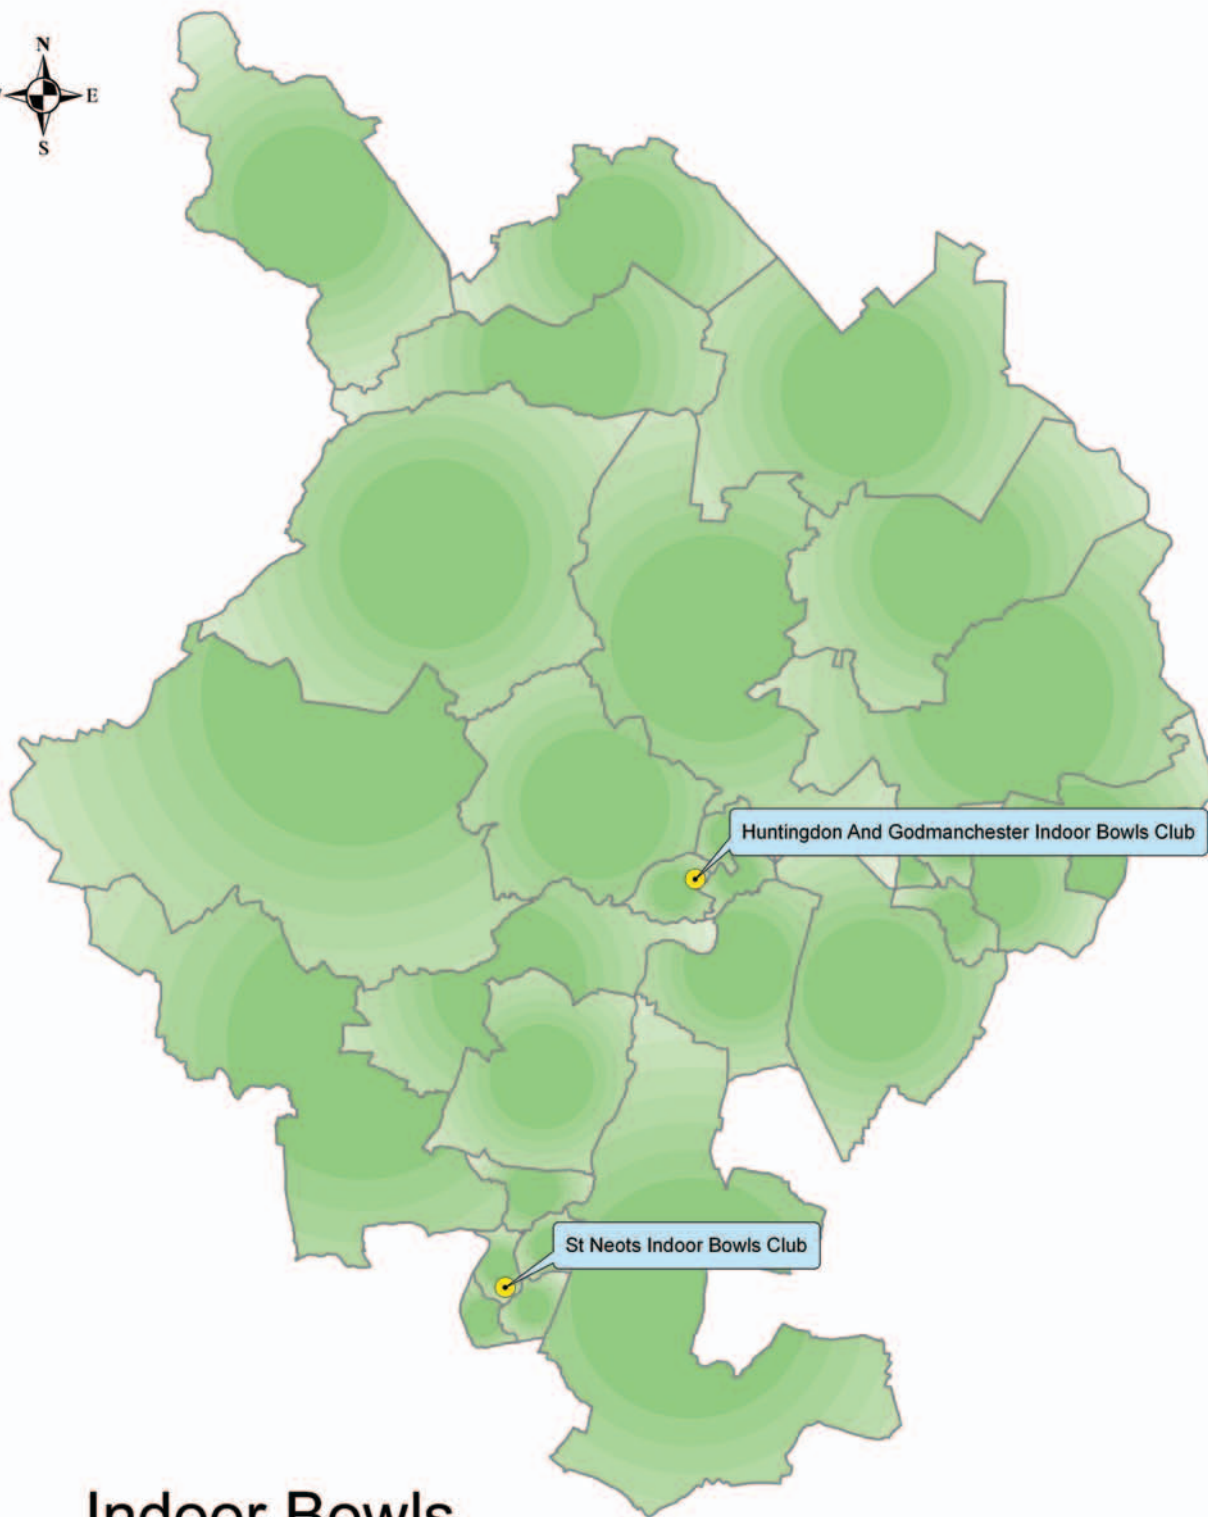 N
E
S
Huntingdon And Godmanchester Indoor Bowls Club
St Neots Indoor Bowls Club
Indoor Bowls